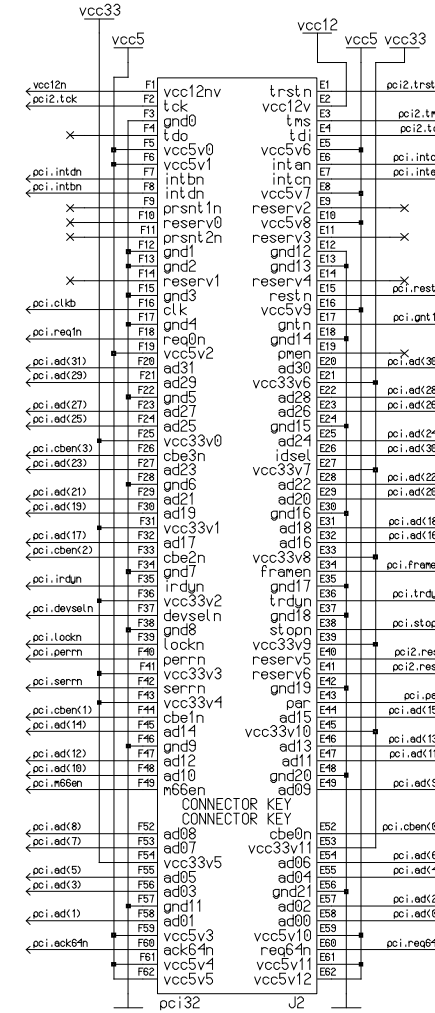 vcc33 vcc12
vcc5 vcc5 vcc33
vcc12n F1 vcc12nv trstn E1 pci2.trst
pci2.tck F2 tck vcc12v E2
F3 gnd0 tms E3 pci2.tm
F4 tdo tdi E4 pci2.td
F5 vcc5v0 vcc5v6 E5
F6 vcc5v1 intan E6 pci.intc
pci.intdn F7 intbn intcn E7 pci.inta
pci.intbn F8 intdn vcc5v7 E8
F9 prsnt1n reserv2 E9
F10 reserv0 vcc5v8 E10
F11 prsnt2n reserv3 E11
F12 gnd1 gnd12 E12
F13 gnd2 gnd13 E13
F14 reserv1 reserv4 E14
F15 gnd3 restn E15 pci.rest
pci.clkb F16 clk vcc5v9 E16
F17 gnd4 gntn E17 pci.gnt1
pci.req1n F18 req0n gnd14 E18
F19 vcc5v2 pmen E19
pci.ad(31) F20 ad31 ad30 E20 pci.ad(30
pci.ad(29) F21 ad29 vcc33v6 E21
F22 gnd5 ad28 E22 pci.ad(28
pci.ad(27) F23 ad27 ad26 E23 pci.ad(26
pci.ad(25) F24 ad25 gnd15 E24
F25 vcc33v0 ad24 E25 pci.ad(24
pci.cben(3) F26 cbe3n idsel E26 pci.ad(30
pci.ad(23) F27 ad23 vcc33v7 E27
F28 gnd6 ad22 E28 pci.ad(22
pci.ad(21) F29 ad21 ad20 E29 pci.ad(20
pci.ad(19) F30 ad19 gnd16 E30
F31 vcc33v1 ad18 E31 pci.ad(18
pci.ad(17) F32 ad17 ad16 E32 pci.ad(16
pci.cben(2) F33 cbe2n vcc33v8 E33
F34 gnd7 framen E34 pci.frame
pci.irdyn F35 irdyn gnd17 E35
F36 vcc33v2 trdyn E36 pci.trdy
pci.devseln F37 devseln gnd18 E37
F38 gnd8 stopn E38 pci.stop
pci.lockn F39 lockn vcc33v9 E39
pci.perrn F40 perrn reserv5 E40 pci2.res
F41 vcc33v3 reserv6 E41 pci2.res
pci.serrn F42 serrn gnd19 E42
F43 vcc33v4 par E43 pci.pa
pci.cben(1) F44 cbe1n ad15 E44 pci.ad(15
pci.ad(14) F45 ad14 vcc33v10 E45
F46 gnd9 ad13 E46 pci.ad(13
pci.ad(12) F47 ad12 ad11 E47 pci.ad(11
pci.ad(10) F48 ad10 gnd20 E48
pci.m66en F49 m66en ad09 E49 pci.ad(9
CONNECTOR KEY
CONNECTOR KEY
pci.ad(8) F52 ad08 cbe0n E52 pci.cben(0
pci.ad(7) F53 ad07 vcc33v11 E53
F54 vcc33v5 ad06 E54 pci.ad(6
pci.ad(5) F55 ad05 ad04 E55 pci.ad(4
pci.ad(3) F56 ad03 gnd21 E56
F57 gnd11 ad02 E57 pci.ad(2
pci.ad(1) F58 ad01 ad00 E58 pci.ad(0
F59 vcc5v3 vcc5v10 E59
pci.ack64n F60 ack64n req64n E60 pci.req64
F61 vcc5v4 vcc5v11 E61
F62 vcc5v5 vcc5v12 E62
pci32 J2